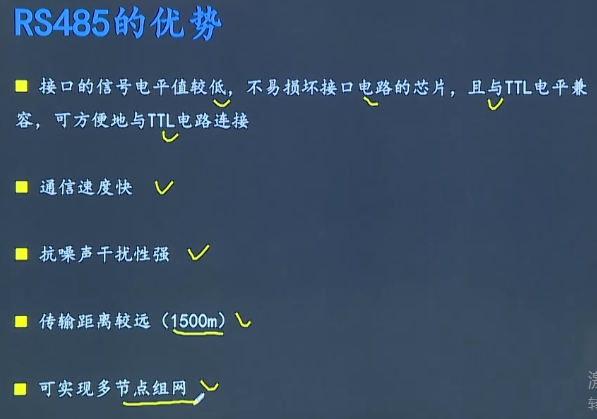 RS485的优势
接口的信号电平值较低，不易损坏接口电路的芯片，且与TTL电平兼
容，可方便地与TTL电路连接
通信速度快
抗噪声干扰性强
传输距离较远（1500m）
可实现多节点组网